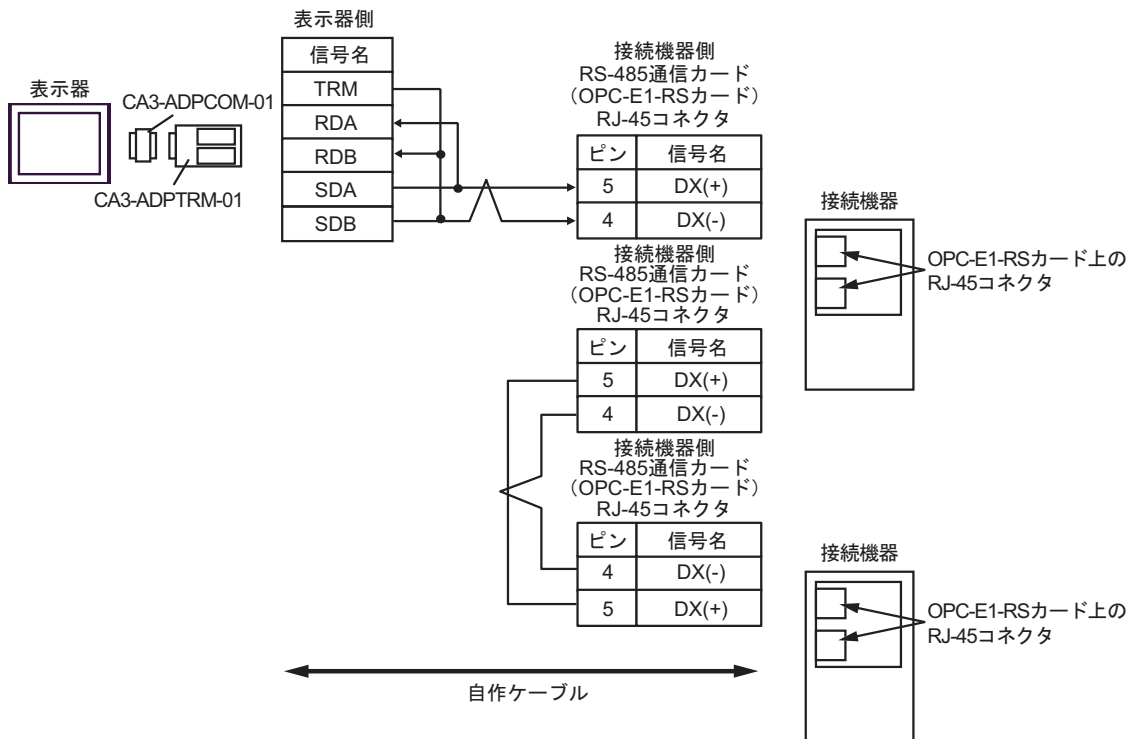 表示器
CA3-ADPCOM-01
CA3-ADPTRM-01
表示器側
信号名
TRM
RDA
RDB
SDA
SDB
接続機器側
RS-485通信カード
（OPC-E1-RSカード）
RJ-45コネクタ
ピン 信号名
5 DX(+)
4 DX(-)
接続機器側
RS-485通信カード
（OPC-E1-RSカード）
RJ-45コネクタ
ピン 信号名
5 DX(+)
4 DX(-)
接続機器側
RS-485通信カード
（OPC-E1-RSカード）
RJ-45コネクタ
ピン 信号名
4 DX(-)
5 DX(+)
自作ケーブル
接続機器
OPC-E1-RSカード上の
RJ-45コネクタ
接続機器
OPC-E1-RSカード上の
RJ-45コネクタ